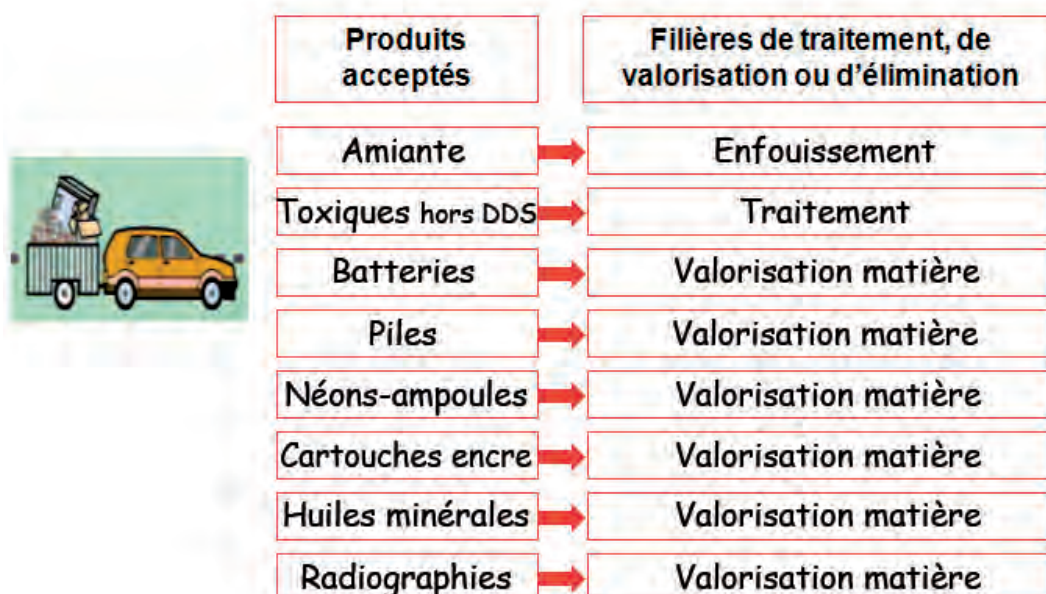 Produits
acceptés
Filières de traitement, de
valorisation ou d'élimination
Amiante
Enfouissement
Toxiques hors DDS
Traitement
Batteries
Valorisation matière
Piles
Valorisation matière
Néons-ampoules
Valorisation matière
Cartouches encre
Valorisation matière
Huiles minérales
Valorisation matière
Radiographies
Valorisation matière